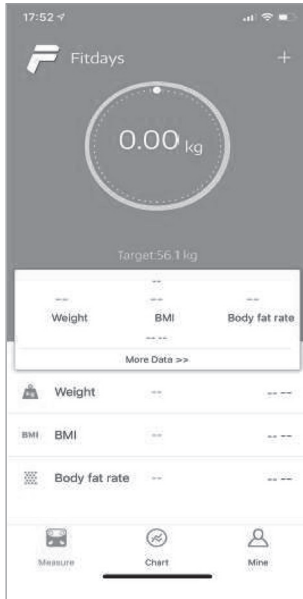 17:52
Fitdays +
0.00 kg
Target:56.1 kg
--
-- -- --
Weight BMI Body fat rate
-- --
More Data >>
Weight -- -- --
BMI BMI -- -- --
Body fat rate -- -- --
Measure Chart Mine